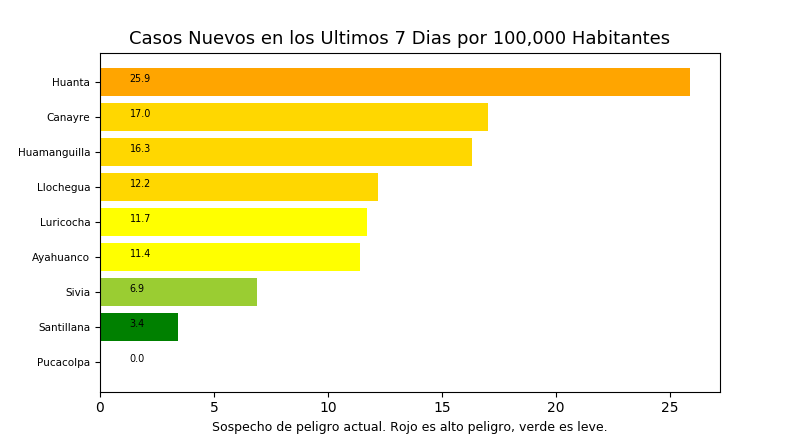 Casos Nuevos en los Ultimos 7 Dias por 100,000 Habitantes
Huanta 25.9
Canayre 17.0
Huamanguilla 16.3
Llochegua 12.2
Luricocha 11.7
Ayahuanco 11.4
Sivia 6.9
Santillana 3.4
Pucacolpa 0.0
0 5 10 15 20 25
Sospecho de peligro actual. Rojo es alto peligro, verde es leve.